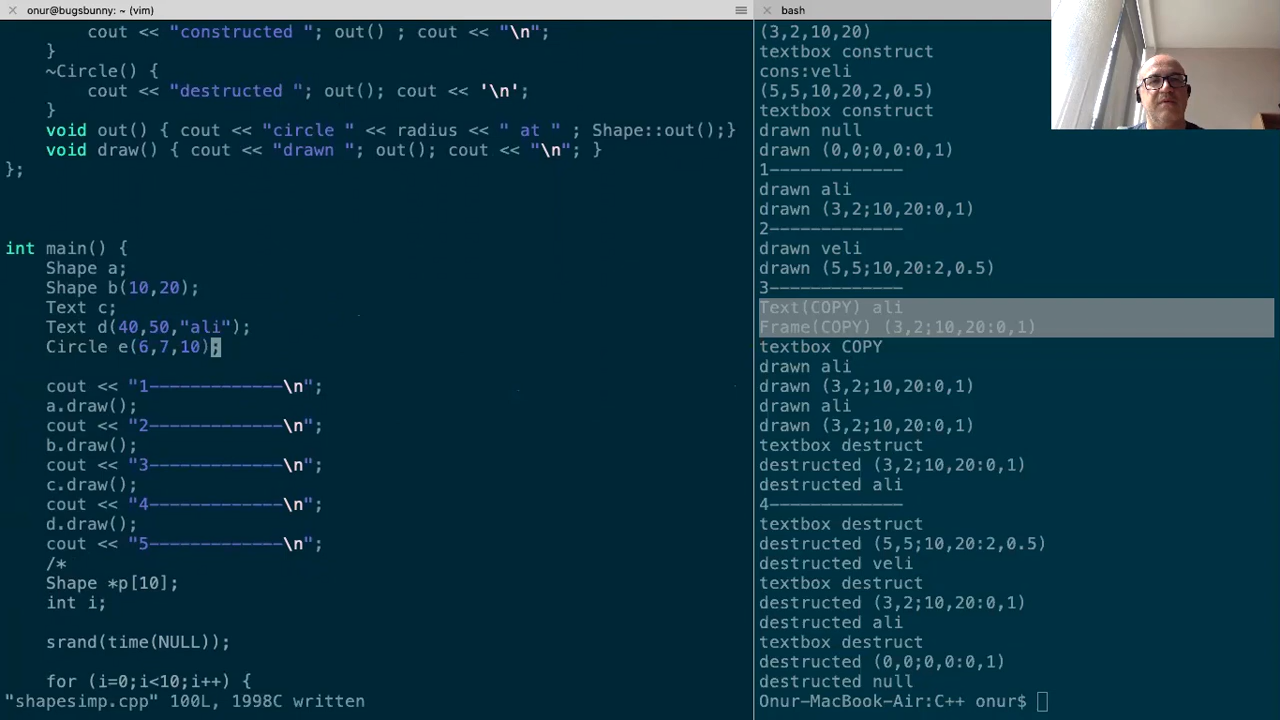 onur@bugsbunny: ~ (vim)
cout << "constructed "; out() ; cout << "\n";
}
~Circle() {
cout << "destructed "; out(); cout << '\n';
}
void out() { cout << "circle " << radius << " at " ; Shape::out();}
void draw() { cout << "drawn "; out(); cout << "\n"; }
};
int main() {
Shape a;
Shape b(10,20);
Text c;
Text d(40,50,"ali");
Circle e(6,7,10);
cout << "1-------------\n";
a.draw();
cout << "2-------------\n";
b.draw();
cout << "3-------------\n";
c.draw();
cout << "4-------------\n";
d.draw();
cout << "5-------------\n";
/*
Shape *p[10];
int i;
srand(time(NULL));
for (i=0;i<10;i++) {
"shapesimp.cpp" 100L, 1998C written
bash
(3,2,10,20)
textbox construct
cons:veli
(5,5,10,20,2,0.5)
textbox construct
drawn null
drawn (0,0;0,0:0,1)
1-------------
drawn ali
drawn (3,2;10,20:0,1)
2-------------
drawn veli
drawn (5,5;10,20:2,0.5)
3-------------
Text(COPY) ali
Frame(COPY) (3,2;10,20:0,1)
textbox COPY
drawn ali
drawn (3,2;10,20:0,1)
drawn ali
drawn (3,2;10,20:0,1)
textbox destruct
destructed (3,2;10,20:0,1)
destructed ali
4-------------
textbox destruct
destructed (5,5;10,20:2,0.5)
destructed veli
textbox destruct
destructed (3,2;10,20:0,1)
destructed ali
textbox destruct
destructed (0,0;0,0:0,1)
destructed null
Onur-MacBook-Air:C++ onur$